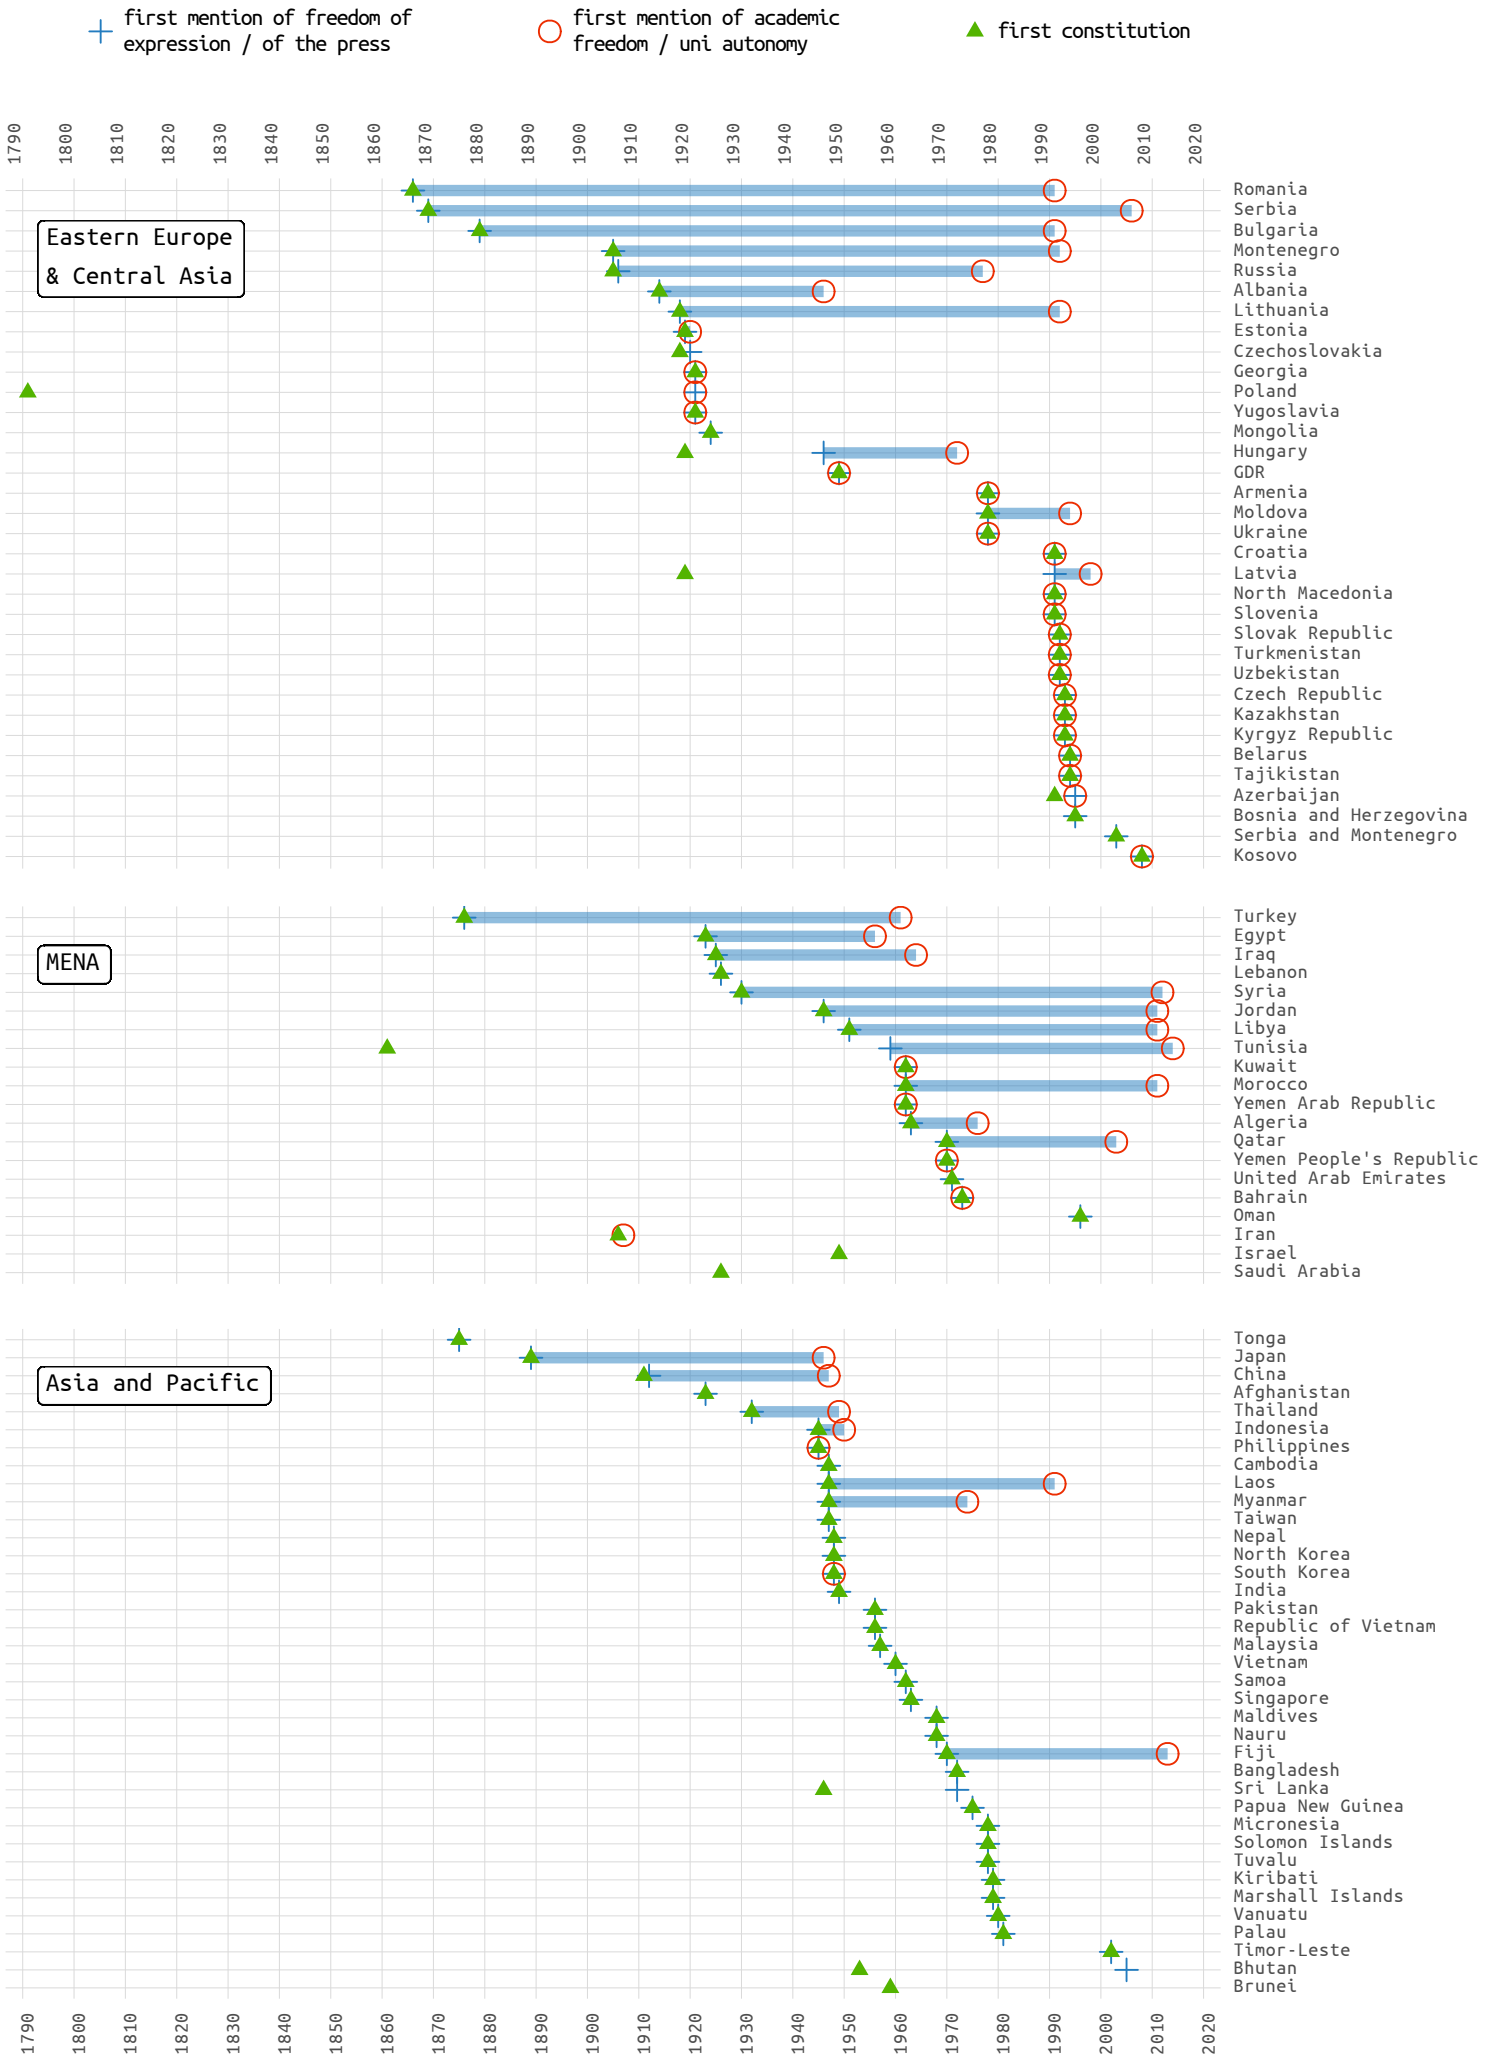 first mention of freedom of
expression / of the press
first mention of academic
freedom / uni autonomy
first constitution
1790 1800 1810 1820 1830 1840 1850 1860 1870 1880 1890 1900 1910 1920 1930 1940 1950 1960 1970 1980 1990 2000 2010 2020
Eastern Europe
& Central Asia
Romania
Serbia
Bulgaria
Montenegro
Russia
Albania
Lithuania
Estonia
Czechoslovakia
Georgia
Poland
Yugoslavia
Mongolia
Hungary
GDR
Armenia
Moldova
Ukraine
Croatia
Latvia
North Macedonia
Slovenia
Slovak Republic
Turkmenistan
Uzbekistan
Czech Republic
Kazakhstan
Kyrgyz Republic
Belarus
Tajikistan
Azerbaijan
Bosnia and Herzegovina
Serbia and Montenegro
Kosovo
MENA
Turkey
Egypt
Iraq
Lebanon
Syria
Jordan
Libya
Tunisia
Kuwait
Morocco
Yemen Arab Republic
Algeria
Qatar
Yemen People's Republic
United Arab Emirates
Bahrain
Oman
Iran
Israel
Saudi Arabia
Asia and Pacific
Tonga
Japan
China
Afghanistan
Thailand
Indonesia
Philippines
Cambodia
Laos
Myanmar
Taiwan
Nepal
North Korea
South Korea
India
Pakistan
Republic of Vietnam
Malaysia
Vietnam
Samoa
Singapore
Maldives
Nauru
Fiji
Bangladesh
Sri Lanka
Papua New Guinea
Micronesia
Solomon Islands
Tuvalu
Kiribati
Marshall Islands
Vanuatu
Palau
Timor-Leste
Bhutan
Brunei
1790 1800 1810 1820 1830 1840 1850 1860 1870 1880 1890 1900 1910 1920 1930 1940 1950 1960 1970 1980 1990 2000 2010 2020